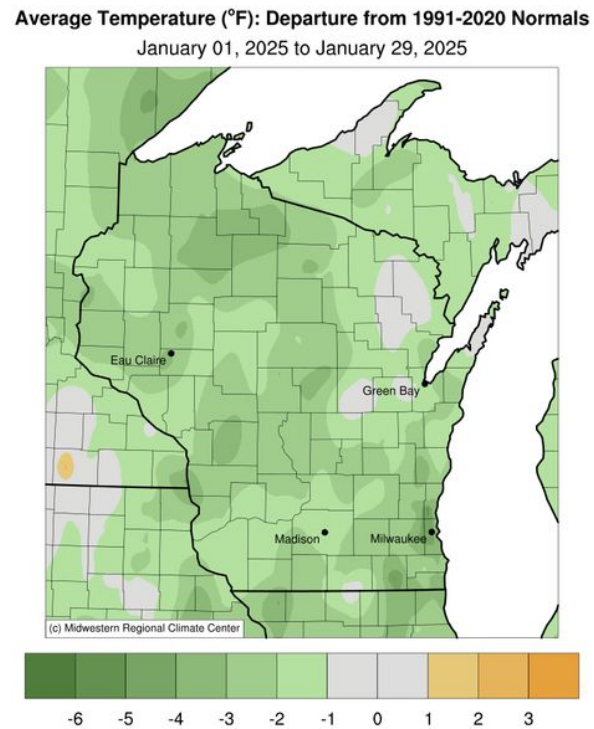 Average Temperature (°F): Departure from 1991-2020 Normals
January 01, 2025 to January 29, 2025
Eau Claire
Green Bay
Madison
Milwaukee
(c) Midwestern Regional Climate Center
-6 -5 -4 -3 -2 -1 0 1 2 3